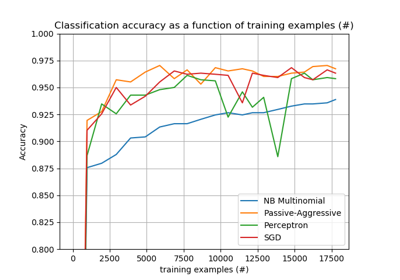 Classification accuracy as a function of training examples (#)
1.000
0.975
0.950
0.925
0.900
0.875
0.850
0.825
0.800
Accuracy
NB Multinomial
Passive-Aggressive
Perceptron
SGD
0 2500 5000 7500 10000 12500 15000 17500
training examples (#)